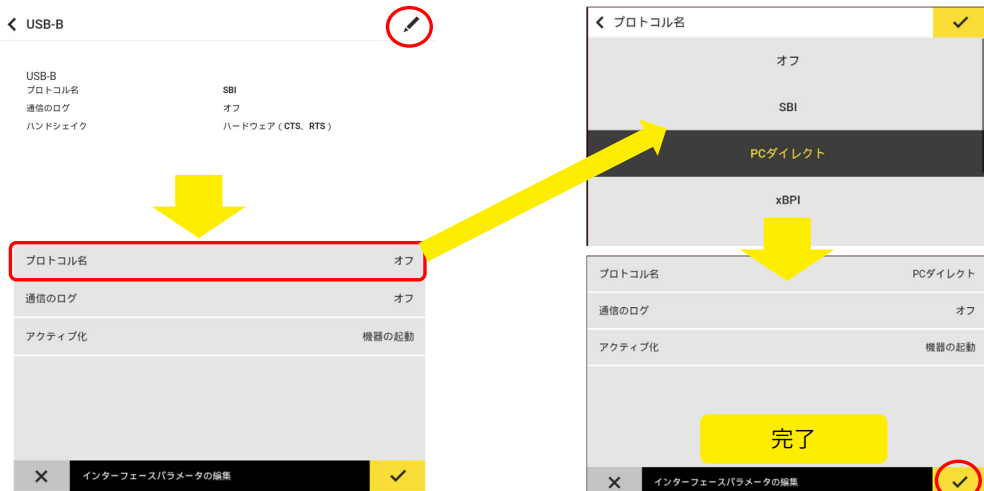 USB-B
USB-B
プロトコル名 SBI
通信のログ オフ
ハンドシェイク ハードウェア ( CTS、RTS )
プロトコル名 オフ
通信のログ オフ
アクティブ化 機器の起動
インターフェースパラメータの編集
プロトコル名
オフ
SBI
PCダイレクト
xBPI
プロトコル名 PCダイレクト
通信のログ オフ
アクティブ化 機器の起動
完了
インターフェースパラメータの編集